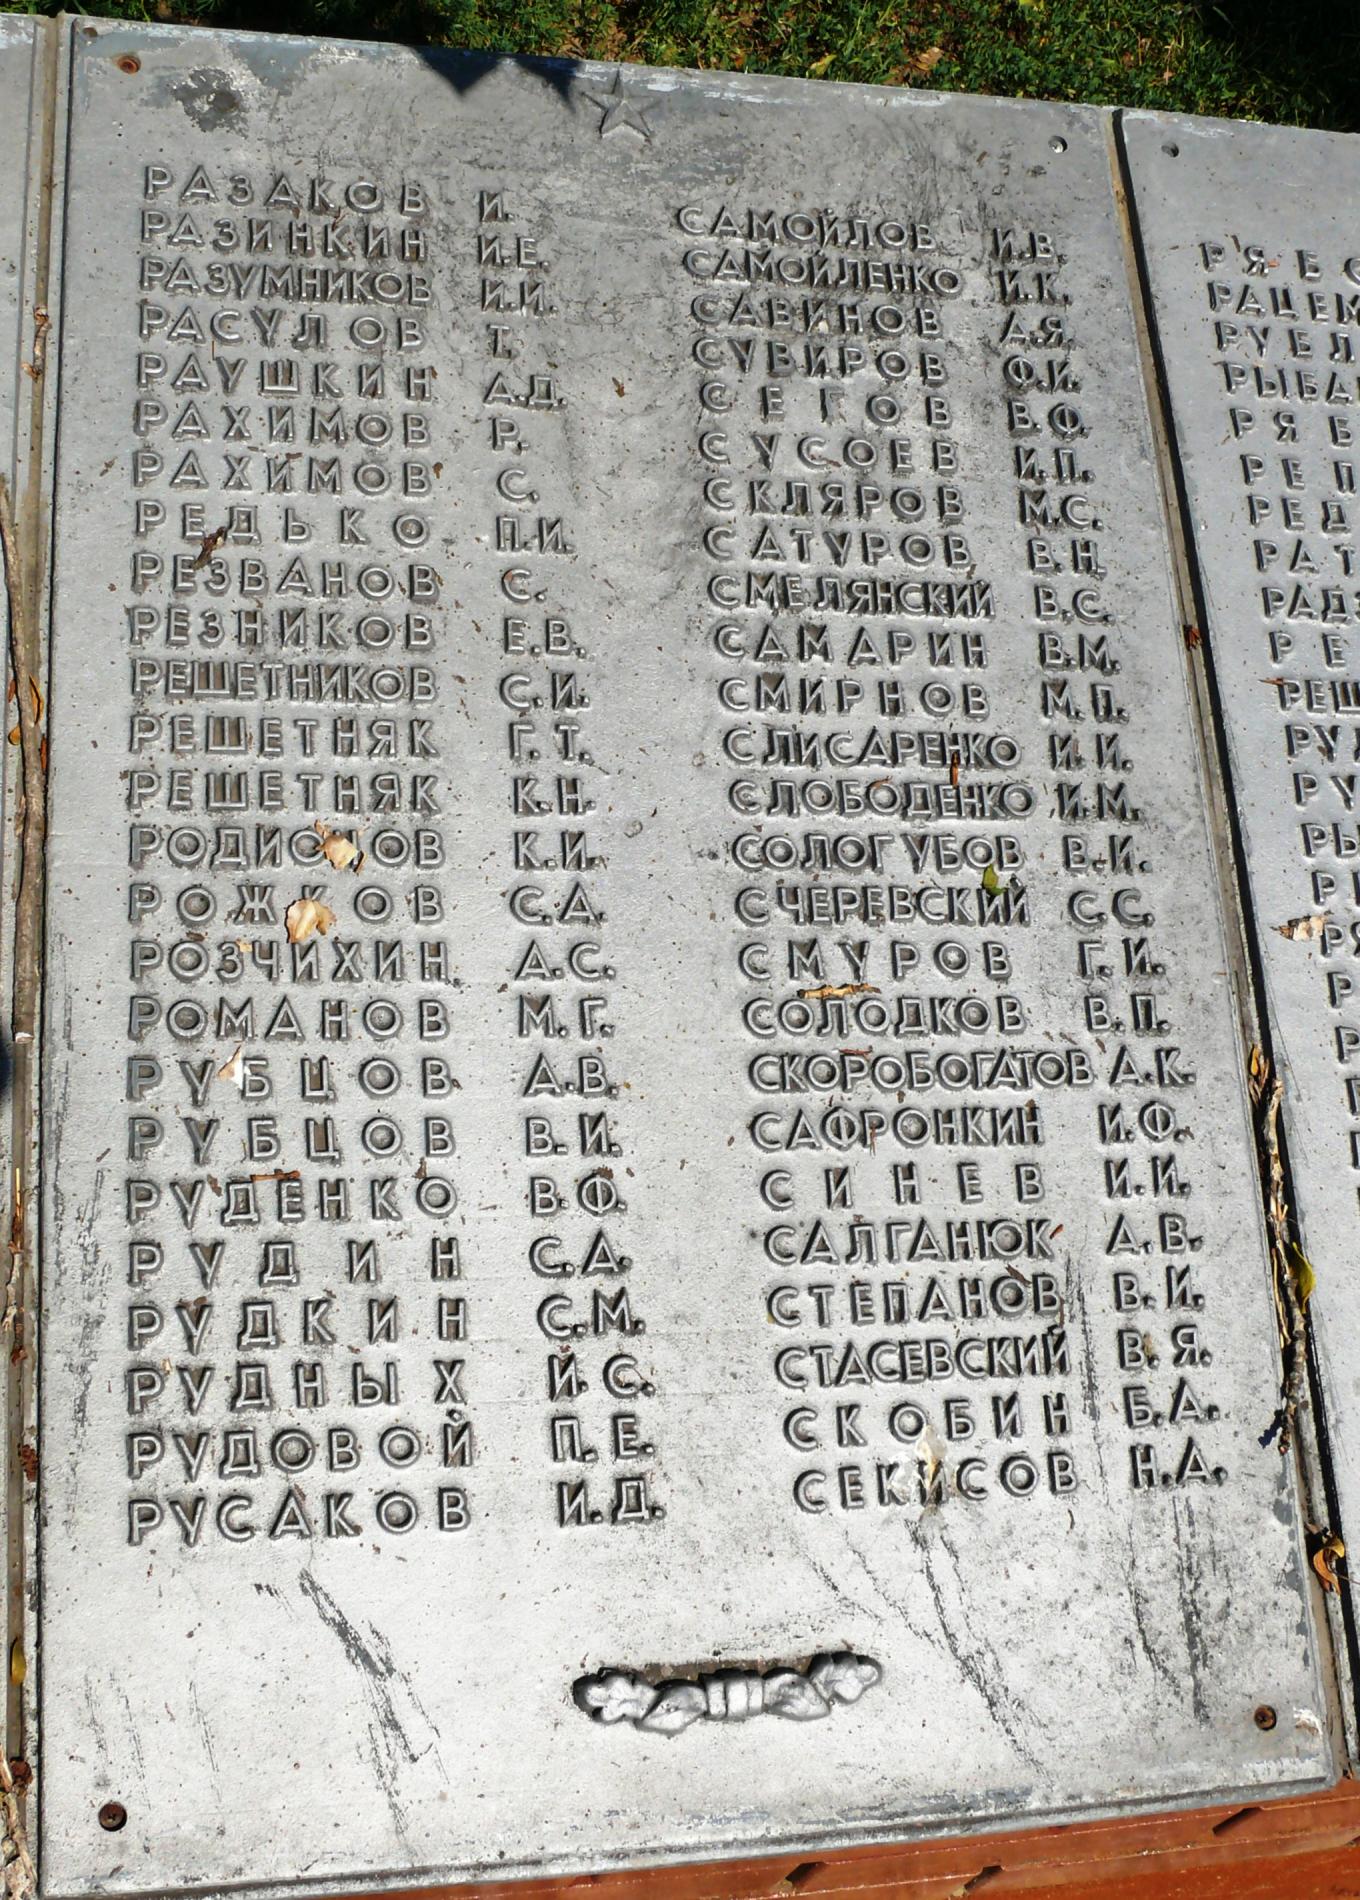 РАЗАКОВ И.
РАЗИНКИН И.Е.
РАЗУМНИКОВ И.И.
РАСУЛОВ Т.
РАУШКИН А.Д.
РАХИМОВ Р.
РАХИМОВ С.
РЕДЬКО П.И.
РЕЗВАНОВ С.
РЕЗНИКОВ Е.В.
РЕШЕТНИКОВ С.И.
РЕШЕТНЯК Г.Т.
РЕШЕТНЯК К.Н.
РОДИОНОВ К.И.
РОЖКОВ С.А.
РОЗЧИХИН А.С.
РОМАНОВ М.Г.
РУБЦОВ А.В.
РУБЦОВ В.И.
РУДЕНКО В.Ф.
РУДИН С.А.
РУДКИН С.М.
РУДНЫХ И.С.
РУДОВОЙ П.Е.
РУСАКОВ И.Д.
САМОЙЛОВ И.В.
САМОЙЛЕНКО И.К.
САВИНОВ А.Я.
СУВИРОВ Ф.И.
СЕГОВ В.Ф.
СУСОЕВ И.П.
СКЛЯРОВ М.С.
САТУРОВ В.Н.
СМЕЛЯНСКИЙ В.С.
САМАРИН В.М.
СМИРНОВ М.П.
СЛИСАРЕНКО И.И.
СЛОБОДЕНКО И.М.
СОЛОГУБОВ В.И.
СЧЕРЕВСКИЙ С.С.
СМУРОВ Г.И.
СОЛОДКОВ В.П.
СКОРОБОГАТОВ А.К.
САФРОНКИН И.Ф.
СИНЕВ И.И.
САЛГАНЮК А.В.
СТЕПАНОВ В.И.
СТАСЕВСКИЙ В.Я.
СКОБИН Б.А.
СЕКИСОВ Н.А.